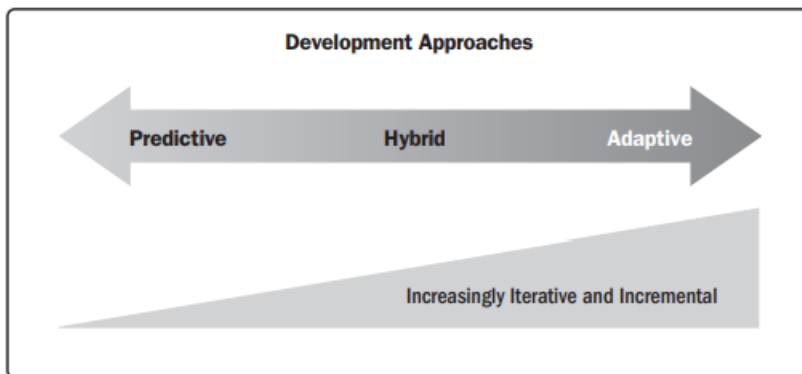 Development Approaches
Predictive Hybrid Adaptive
Increasingly Iterative and Incremental